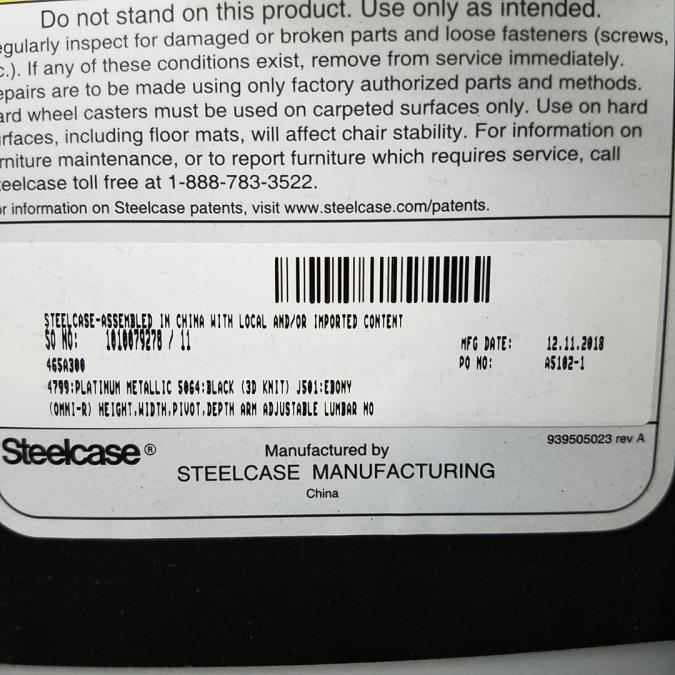 Do not stand on this product. Use only as intended.
egularly inspect for damaged or broken parts and loose fasteners (screws,
c.). If any of these conditions exist, remove from service immediately.
epairs are to be made using only factory authorized parts and methods.
ard wheel casters must be used on carpeted surfaces only. Use on hard
rfaces, including floor mats, will affect chair stability. For information on
rniture maintenance, or to report furniture which requires service, call
eelcase toll free at 1-888-783-3522.
or information on Steelcase patents, visit www.steelcase.com/patents.
STEELCASE-ASSEMBLED IN CHINA WITH LOCAL AND/OR IMPORTED CONTENT
SO NO: 1010079278 / 11 MFG DATE: 12.11.2018
465A300 PO NO: A5102-1
4799:PLATINUM METALLIC 5064:BLACK (3D KNIT) J501:EBONY
(OMNI-R) HEIGHT,WIDTH,PIVOT,DEPTH ARM ADJUSTABLE LUMBAR NO
939505023 rev A
Steelcase® Manufactured by
STEELCASE MANUFACTURING
China